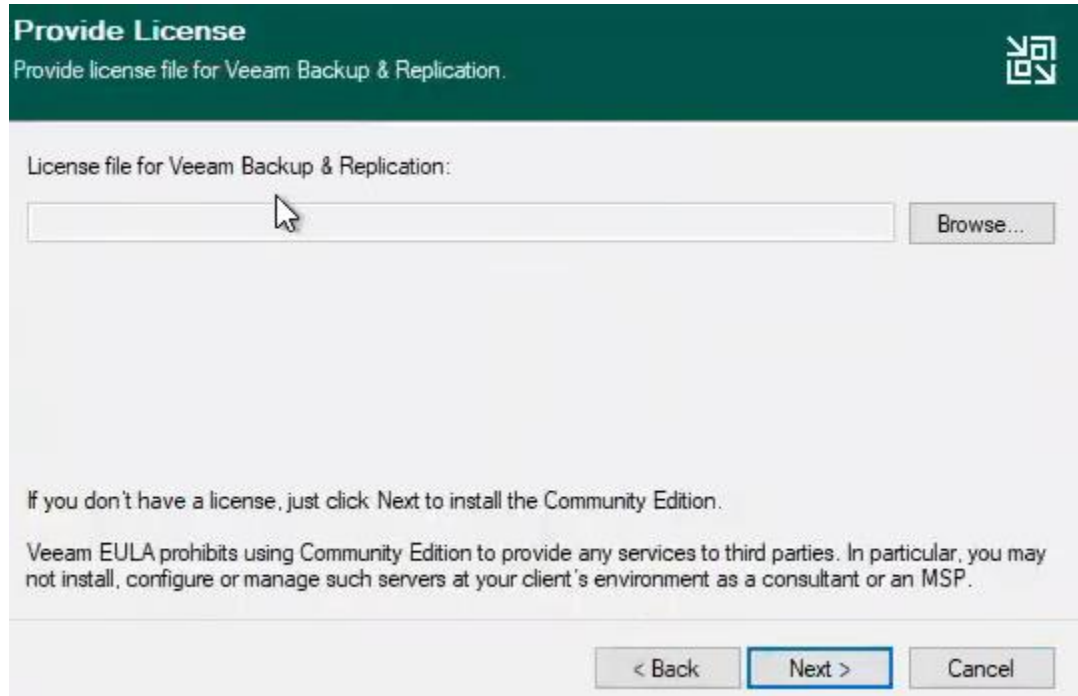 Provide License
Provide license file for Veeam Backup & Replication.
License file for Veeam Backup & Replication:
Browse...
If you don't have a license, just click Next to install the Community Edition.
Veeam EULA prohibits using Community Edition to provide any services to third parties. In particular, you may
not install, configure or manage such servers at your client's environment as a consultant or an MSP.
< Back
Next >
Cancel